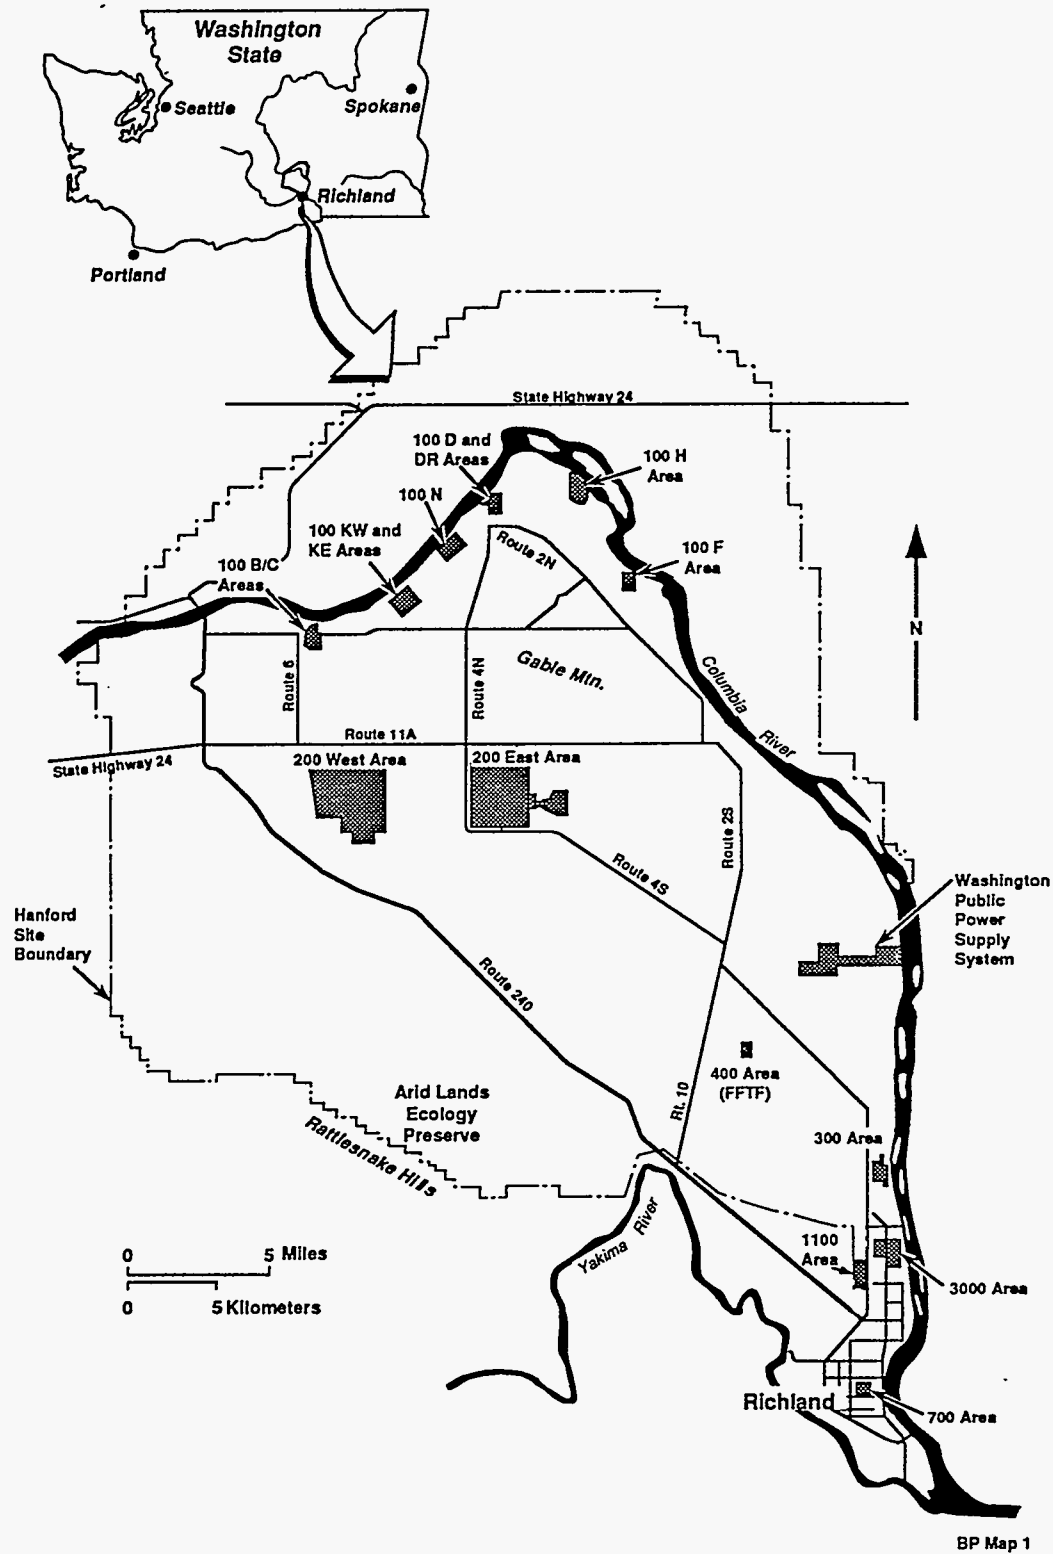 Washington
State
Seattle
Spokane
Richland
Portland
State Highway 24
100 D and
DR Areas
100 H
Area
100 N
100 KW and
KE Areas
Route 2N
100 F
Area
100 B/C
Areas
N
Route 6
Route 4N
Gable Mtn.
Columbia
River
Route 11A
State Highway 24
200 West Area
200 East Area
Route 2S
Route 4S
Washington
Public
Power
Supply
System
Hanford
Site
Boundary
Route 240
400 Area
(FFTF)
Rt. 10
Arid Lands
Ecology
Preserve
Rattlesnake Hills
300 Area
Yakima River
1100
Area
0 5 Miles
0 5 Kilometers
3000 Area
Richland
700 Area
BP Map 1